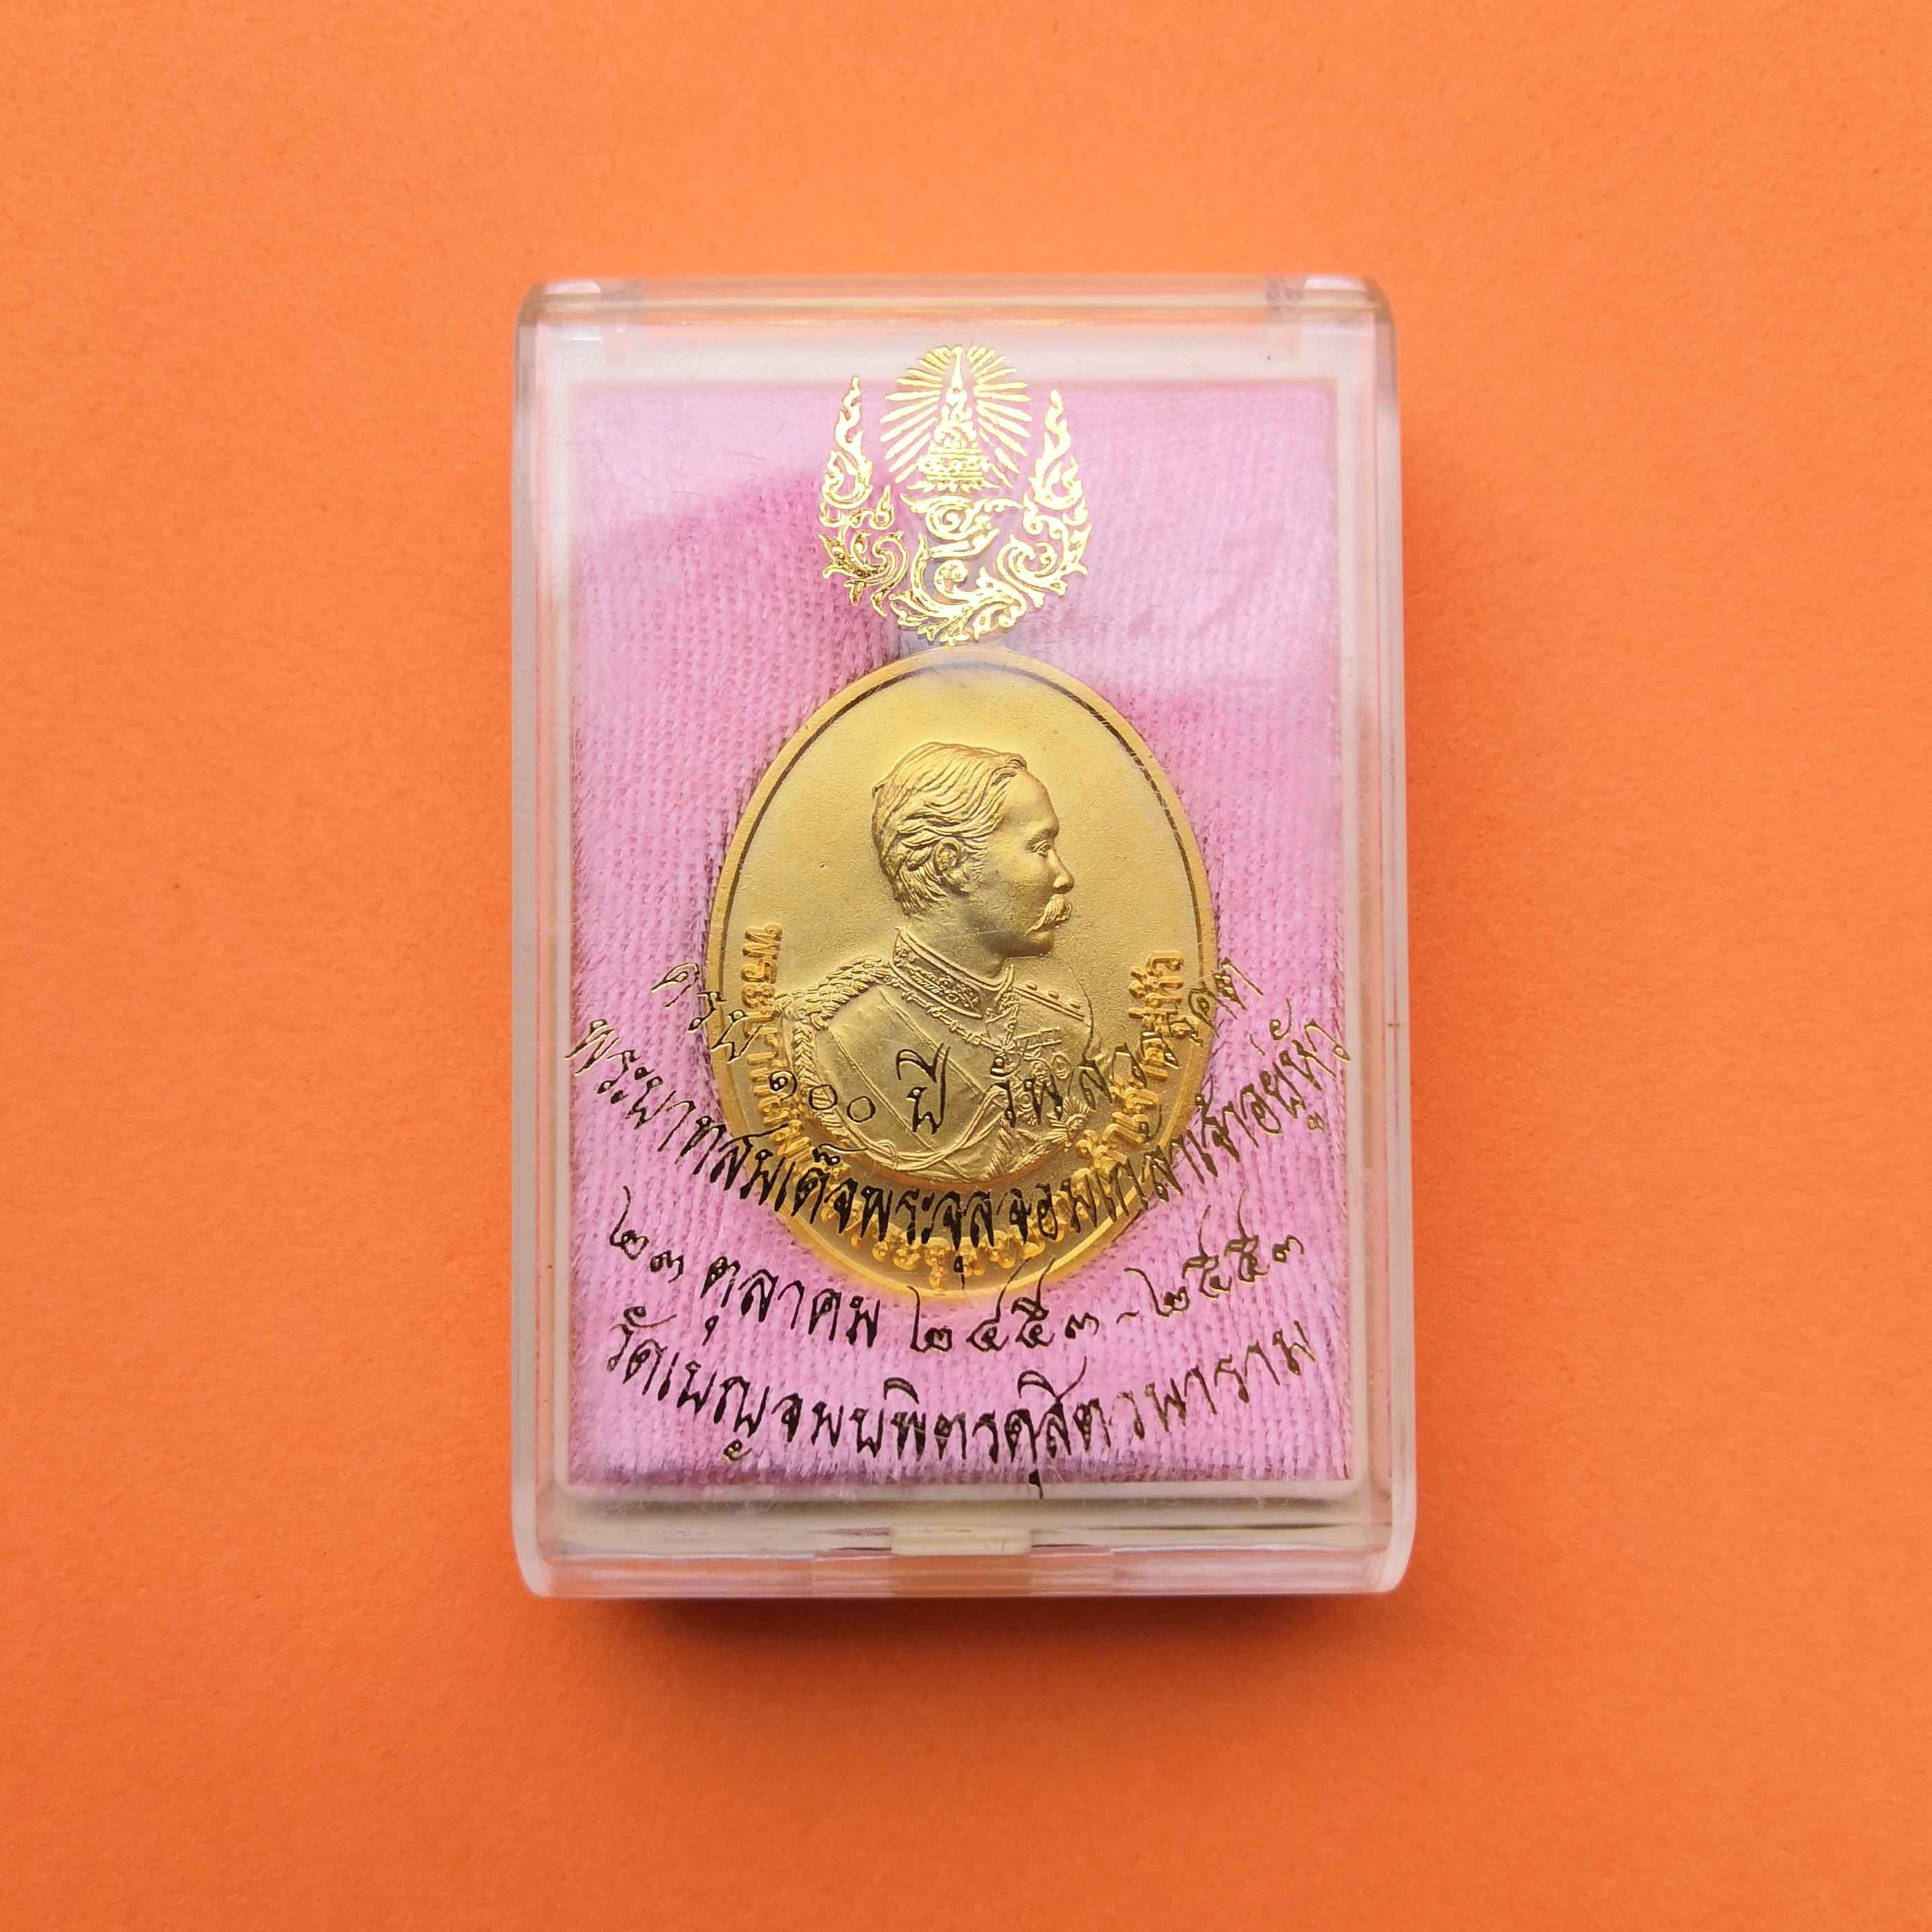 ครบ ๑๐๐ ปี วันสวรรคต
พระบาทสมเด็จพระจุลจอมเกล้าเจ้าอยู่หัว
๒๓ ตุลาคม ๒๔๕๓-๒๕๕๓
วัดเบญจมบพิตรดุสิตวนาราม